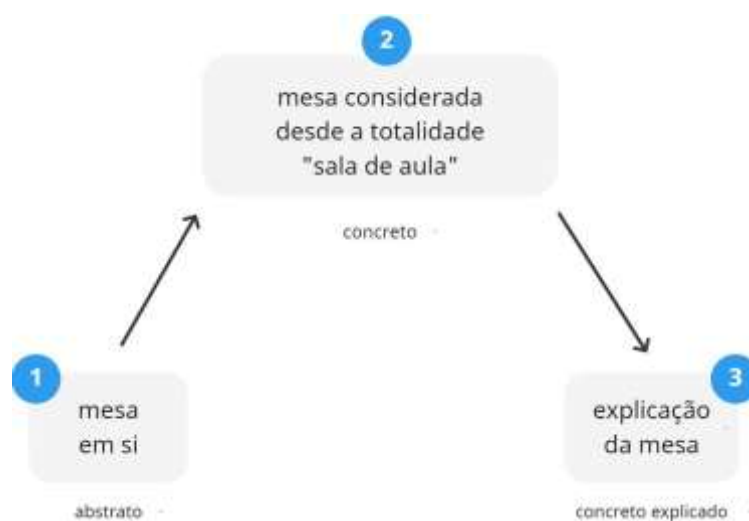 2
mesa considerada
desde a totalidade
"sala de aula"
concreto
1
mesa
em si
abstrato
3
explicação
da mesa
concreto explicado